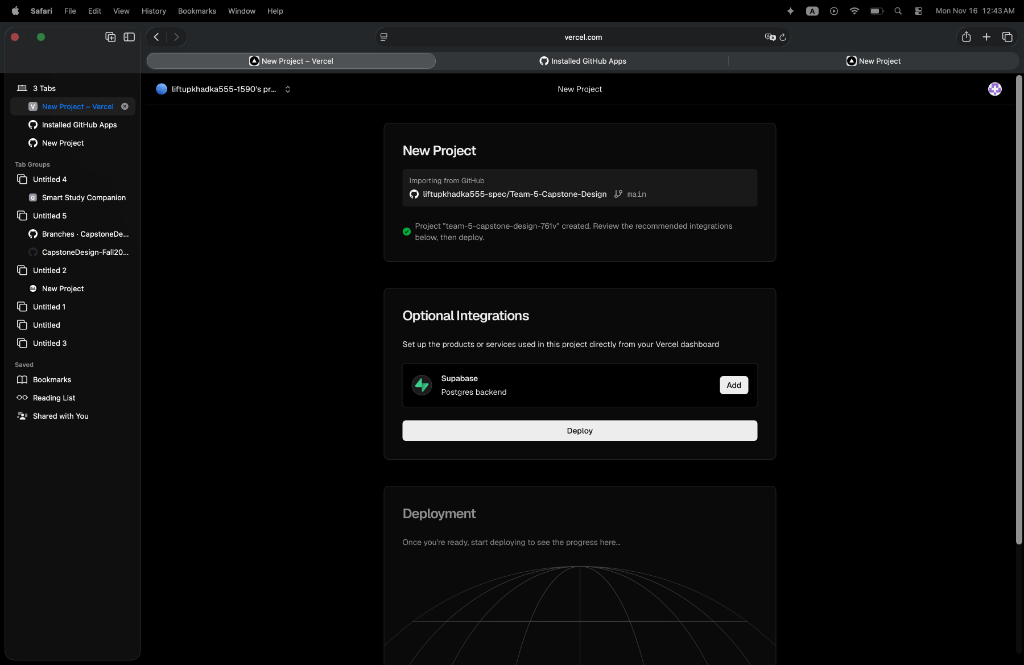 Safari File Edit View History Bookmarks Window Help
A
Mon Nov 16 12:43 AM
vercel.com
New Project – Vercel
Installed GitHub Apps
New Project
3 Tabs
V New Project – Vercel
Installed GitHub Apps
New Project
Tab Groups
Untitled 4
Smart Study Companion
Untitled 5
Branches · CapstoneDe...
CapstoneDesign-Fall20...
Untitled 2
New Project
Untitled 1
Untitled
Untitled 3
Saved
Bookmarks
Reading List
Shared with You
liftupkhadka555-1590's pr...
New Project
New Project
Importing from GitHub
liftupkhadka555-spec/Team-5-Capstone-Design main
Project "team-5-capstone-design-761v" created. Review the recommended integrations
below, then deploy.
Optional Integrations
Set up the products or services used in this project directly from your Vercel dashboard
Supabase
Postgres backend
Add
Deploy
Deployment
Once you're ready, start deploying to see the progress here...